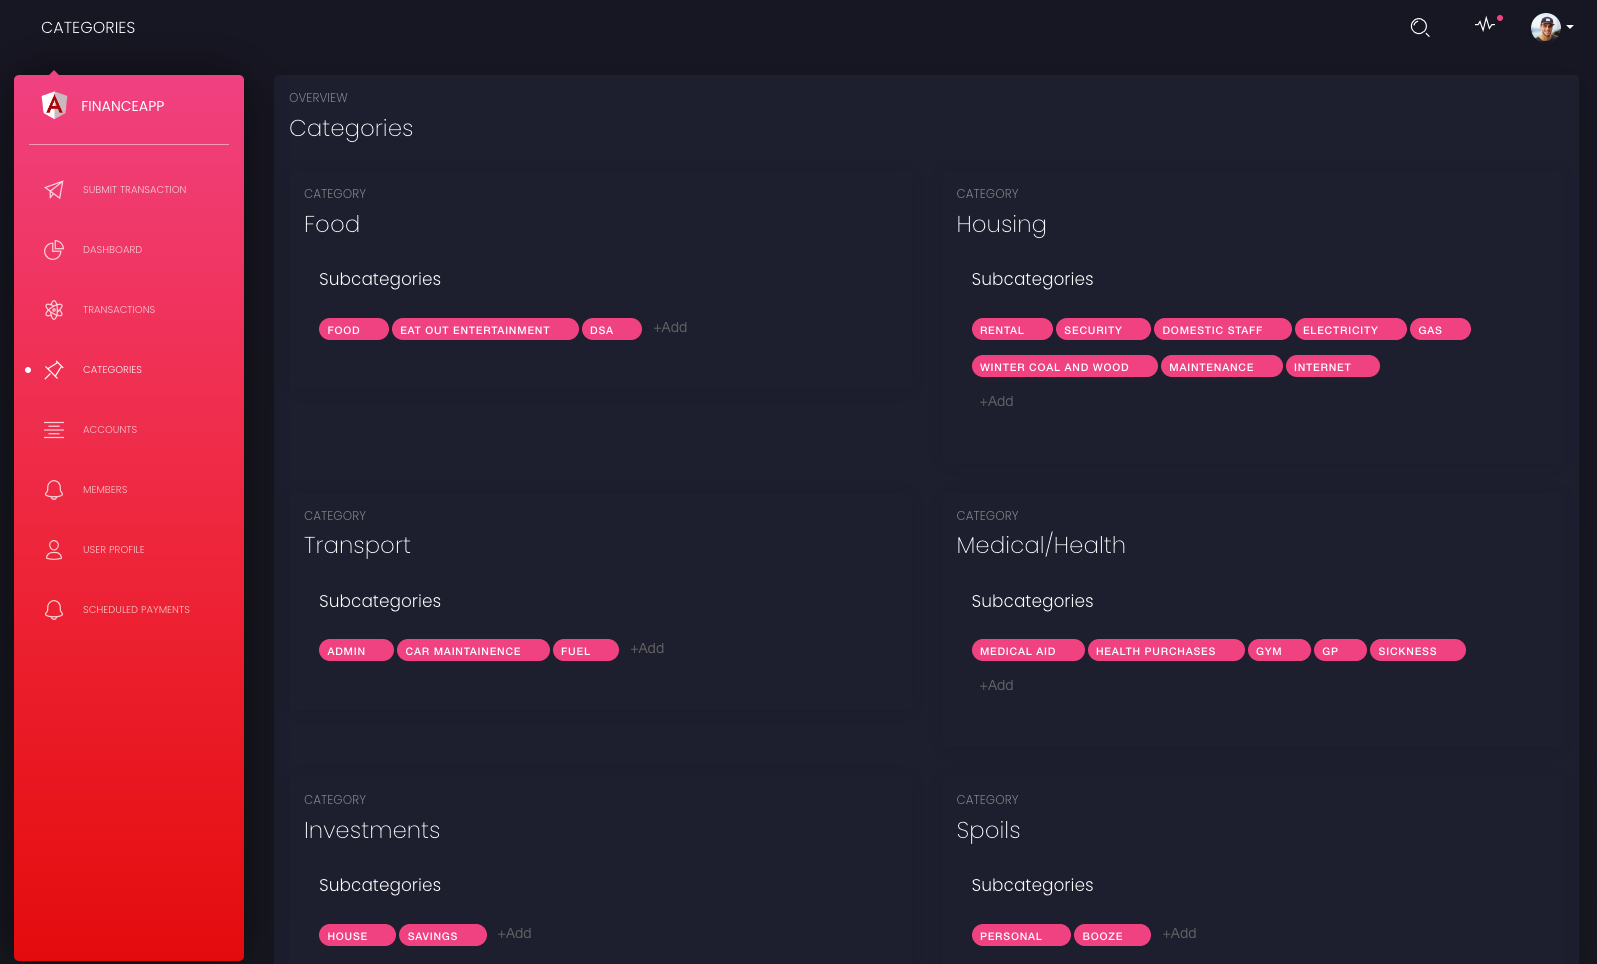 CATEGORIES
FINANCEAPP
SUBMIT TRANSACTION
DASHBOARD
TRANSACTIONS
CATEGORIES
ACCOUNTS
MEMBERS
USER PROFILE
SCHEDULED PAYMENTS
OVERVIEW
Categories
CATEGORY
Food
Subcategories
FOOD EAT OUT ENTERTAINMENT DSA +Add
CATEGORY
Housing
Subcategories
RENTAL SECURITY DOMESTIC STAFF ELECTRICITY GAS
WINTER COAL AND WOOD MAINTENANCE INTERNET
+Add
CATEGORY
Transport
Subcategories
ADMIN CAR MAINTAINENCE FUEL +Add
CATEGORY
Medical/Health
Subcategories
MEDICAL AID HEALTH PURCHASES GYM GP SICKNESS
+Add
CATEGORY
Investments
Subcategories
HOUSE SAVINGS +Add
CATEGORY
Spoils
Subcategories
PERSONAL BOOZE +Add